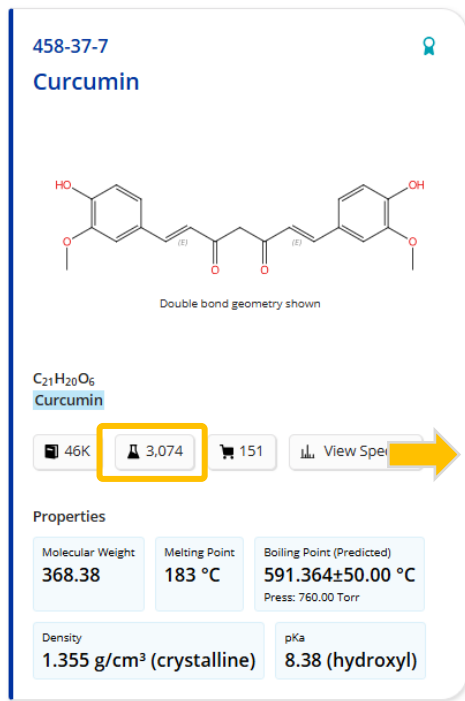 458-37-7
Curcumin
HO
OH
O
O
(E)
(E)
O
O
Double bond geometry shown
C₂₁H₂₀O₆
Curcumin
46K 3,074 151 View Spe
Properties
Molecular Weight
368.38
Melting Point
183 °C
Boiling Point (Predicted)
591.364±50.00 °C
Press: 760.00 Torr
Density
1.355 g/cm³ (crystalline)
pKa
8.38 (hydroxyl)